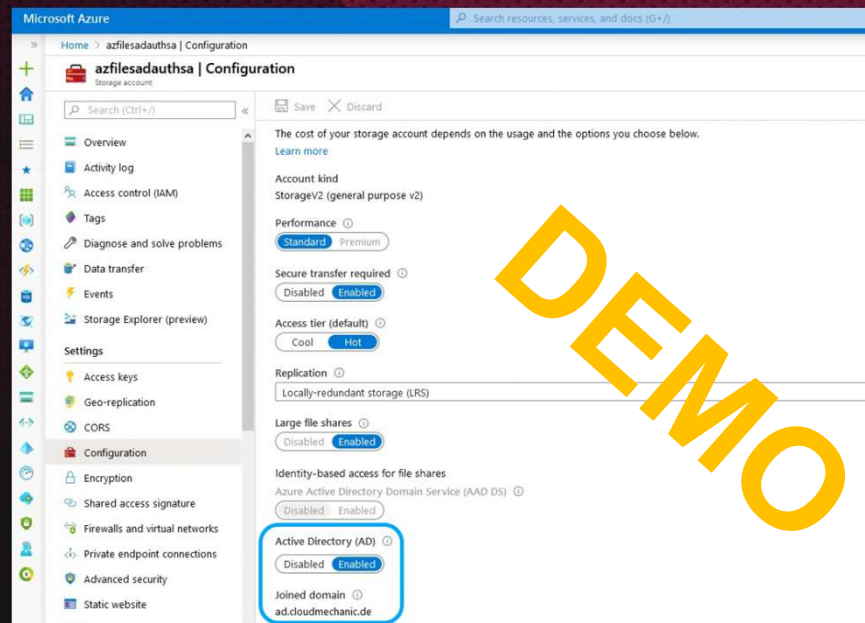 Microsoft Azure
Search resources, services, and docs (G+/)
Home > azfilesadauthsa | Configuration
azfilesadauthsa | Configuration
Storage account
Search (Ctrl+/)
Overview
Activity log
Access control (IAM)
Tags
Diagnose and solve problems
Data transfer
Events
Storage Explorer (preview)
Settings
Access keys
Geo-replication
CORS
Configuration
Encryption
Shared access signature
Firewalls and virtual networks
Private endpoint connections
Advanced security
Static website
Save Discard
The cost of your storage account depends on the usage and the options you choose below.
Learn more
Account kind
StorageV2 (general purpose v2)
Performance
Standard Premium
Secure transfer required
Disabled Enabled
Access tier (default)
Cool Hot
Replication
Locally-redundant storage (LRS)
Large file shares
Disabled Enabled
Identity-based access for file shares
Azure Active Directory Domain Service (AAD DS)
Disabled Enabled
Active Directory (AD)
Disabled Enabled
Joined domain
ad.cloudmechanic.de
DEMO